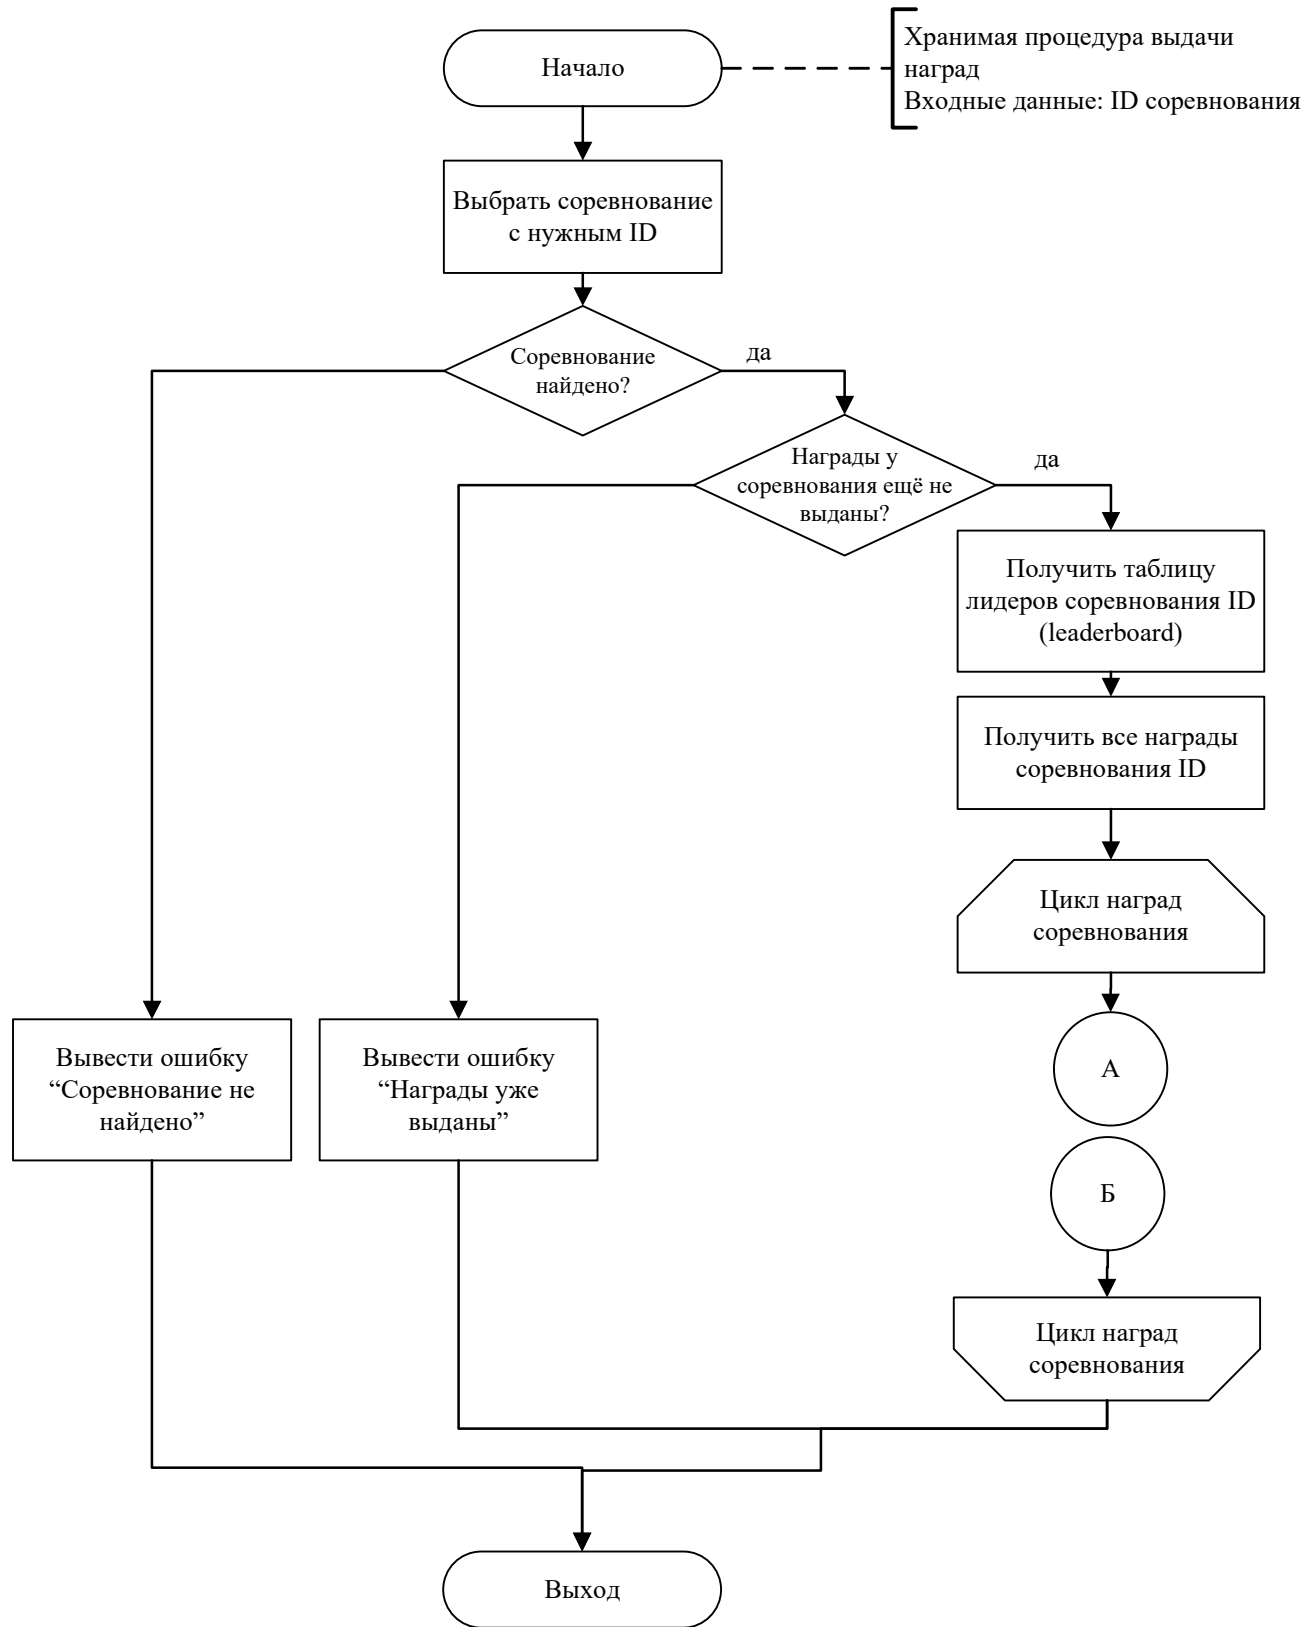 Начало
Хранимая процедура выдачи
наград
Входные данные: ID соревнования
Выбрать соревнование
с нужным ID
Соревнование
найдено?
да
Награды у
соревнования ещё не
выданы?
да
Получить таблицу
лидеров соревнования ID
(leaderboard)
Получить все награды
соревнования ID
Цикл наград
соревнования
Вывести ошибку
“Соревнование не
найдено”
Вывести ошибку
“Награды уже
выданы”
А
Б
Цикл наград
соревнования
Выход